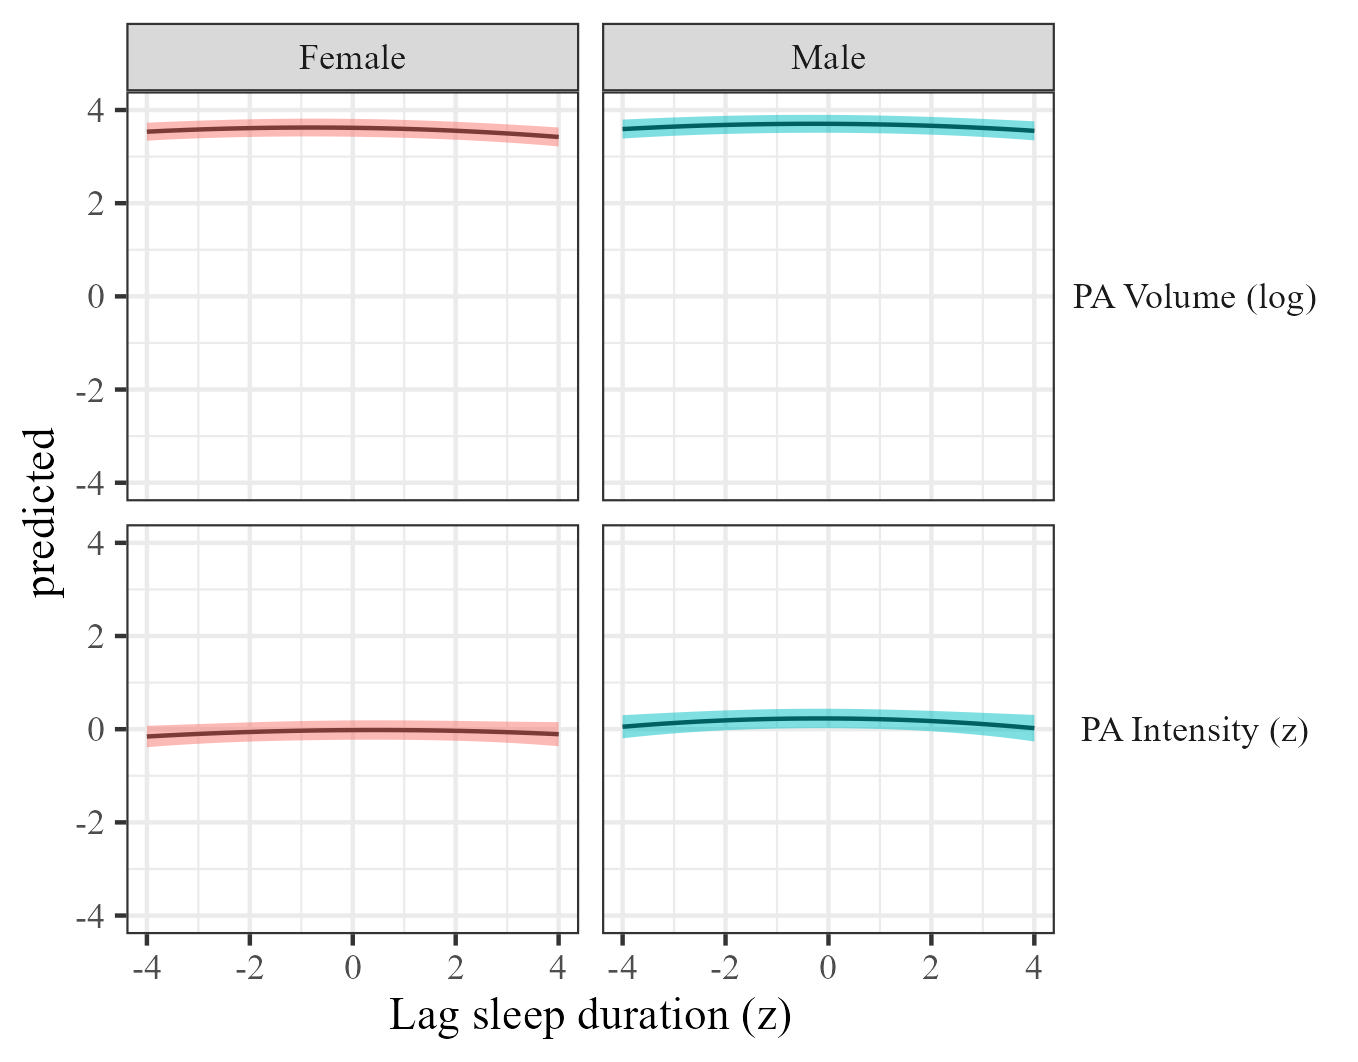 Female
Male
4
2
0
-2
-4
PA Volume (log)
predicted
4
2
0
-2
-4
PA Intensity (z)
-4 -2 0 2 4
-4 -2 0 2 4
Lag sleep duration (z)